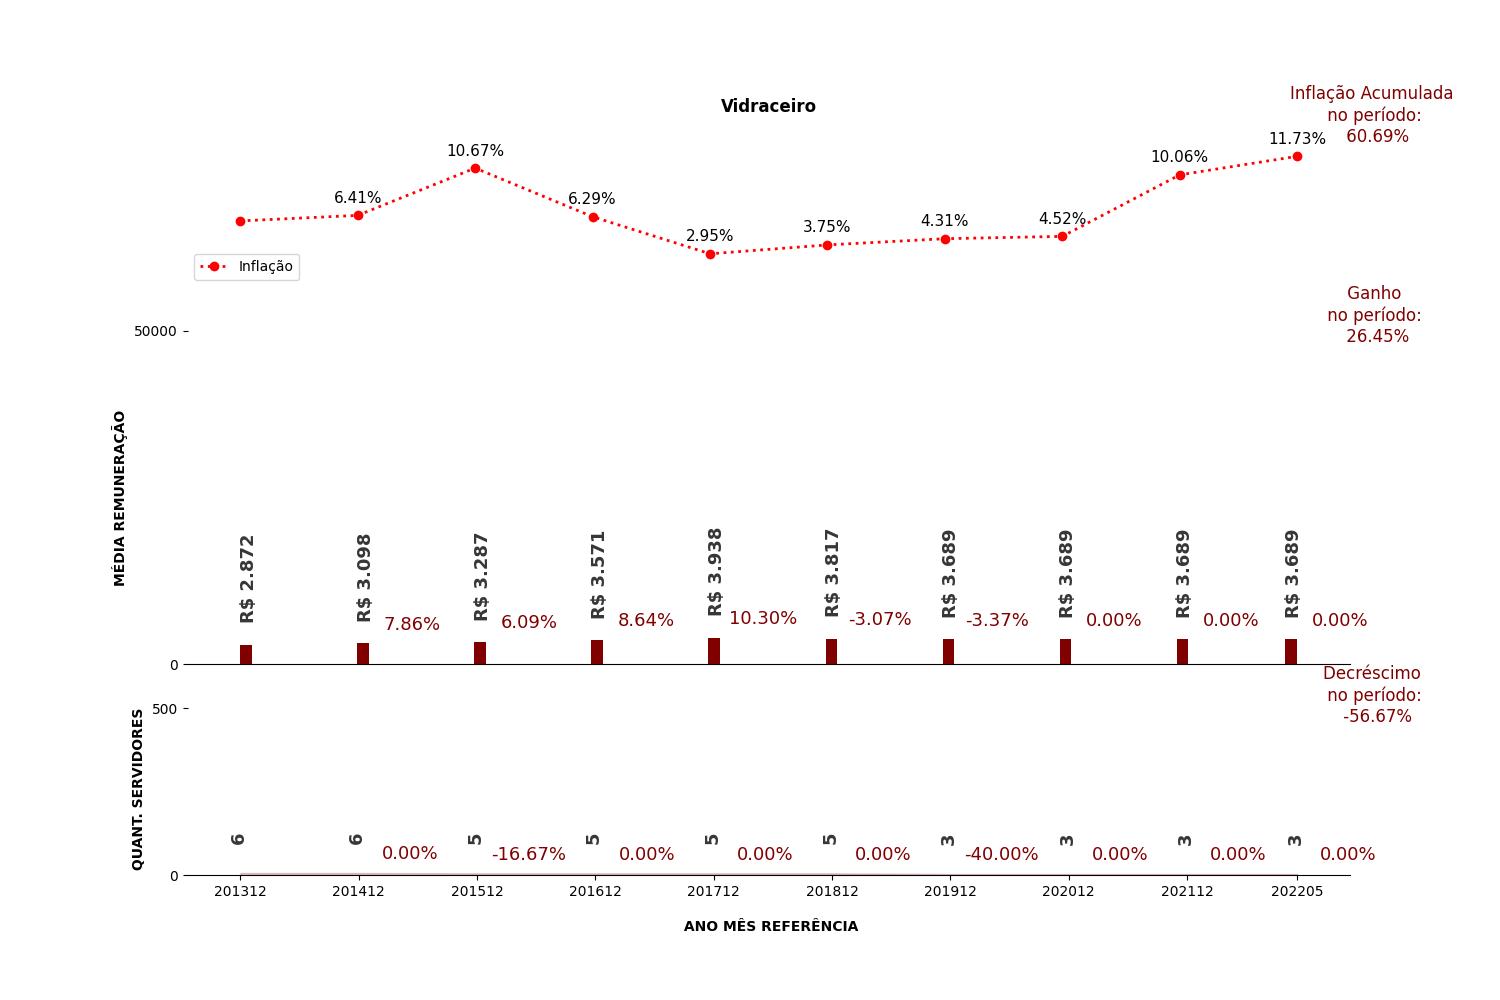 Vidraceiro
Inflação Acumulada
no período:
60.69%
6.41%
10.67%
6.29%
2.95%
3.75%
4.31%
4.52%
10.06%
11.73%
Inflação
Ganho
no período:
26.45%
50000
0
MÉDIA REMUNERAÇÃO
R$ 2.872
R$ 3.098
R$ 3.287
R$ 3.571
R$ 3.938
R$ 3.817
R$ 3.689
R$ 3.689
R$ 3.689
R$ 3.689
7.86%
6.09%
8.64%
10.30%
-3.07%
-3.37%
0.00%
0.00%
0.00%
Decréscimo
no período:
-56.67%
500
0
QUANT. SERVIDORES
6
6
5
5
5
5
3
3
3
3
0.00%
-16.67%
0.00%
0.00%
0.00%
-40.00%
0.00%
0.00%
0.00%
201312
201412
201512
201612
201712
201812
201912
202012
202112
202205
ANO MÊS REFERÊNCIA